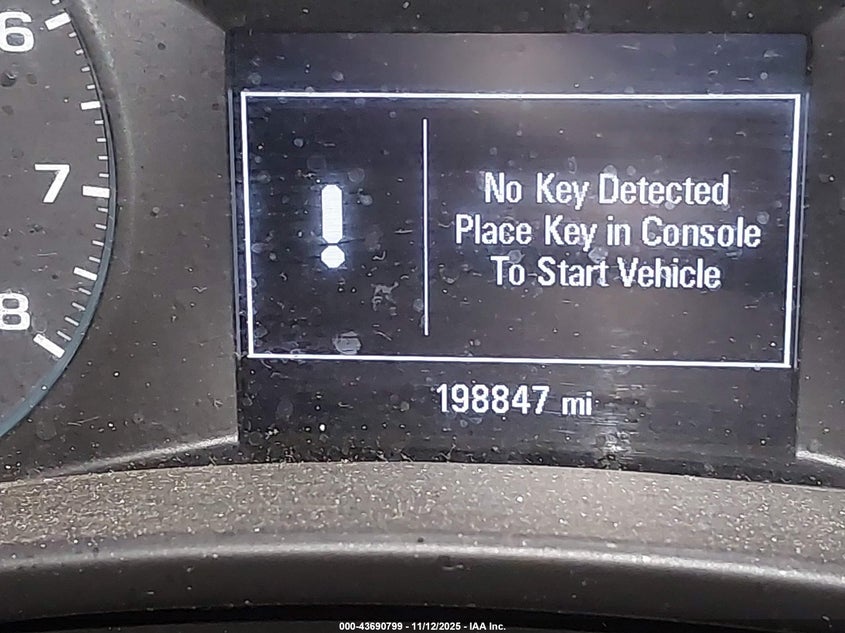 6
7
8
No Key Detected
Place Key in Console
To Start Vehicle
198847 mi
000-43690799 - 11/12/2025 - IAA Inc.